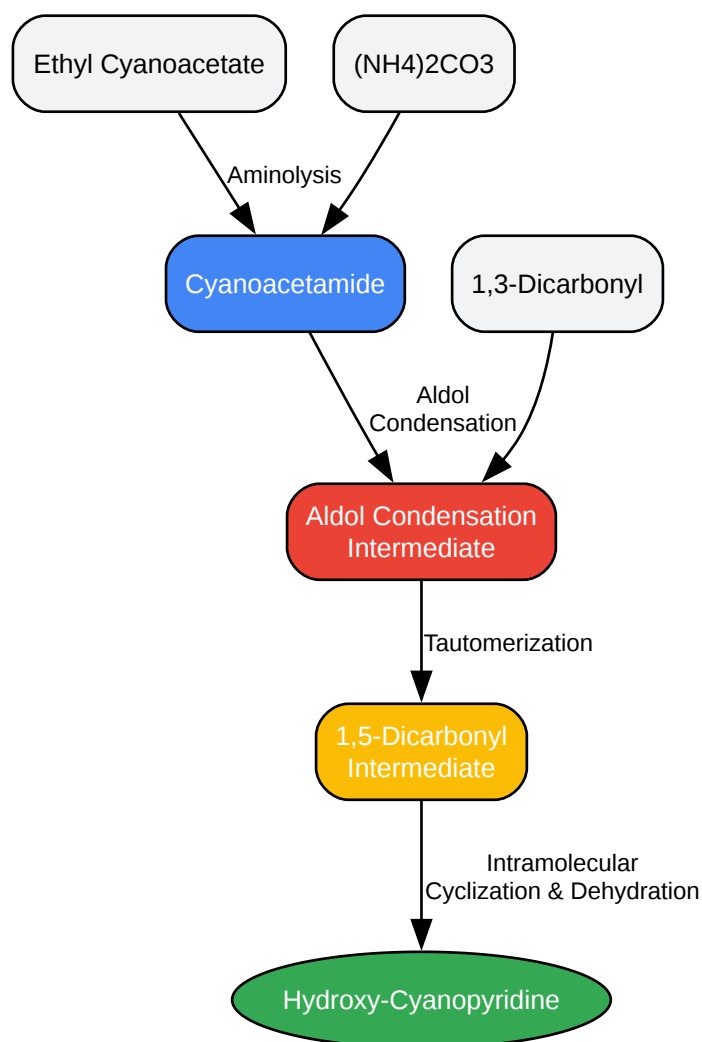 Ethyl Cyanoacetate
(NH4)2CO3
Aminolysis
Cyanoacetamide
1,3-Dicarbonyl
Aldol
Condensation
Aldol Condensation
Intermediate
Tautomerization
1,5-Dicarbonyl
Intermediate
Intramolecular
Cyclization & Dehydration
Hydroxy-Cyanopyridine